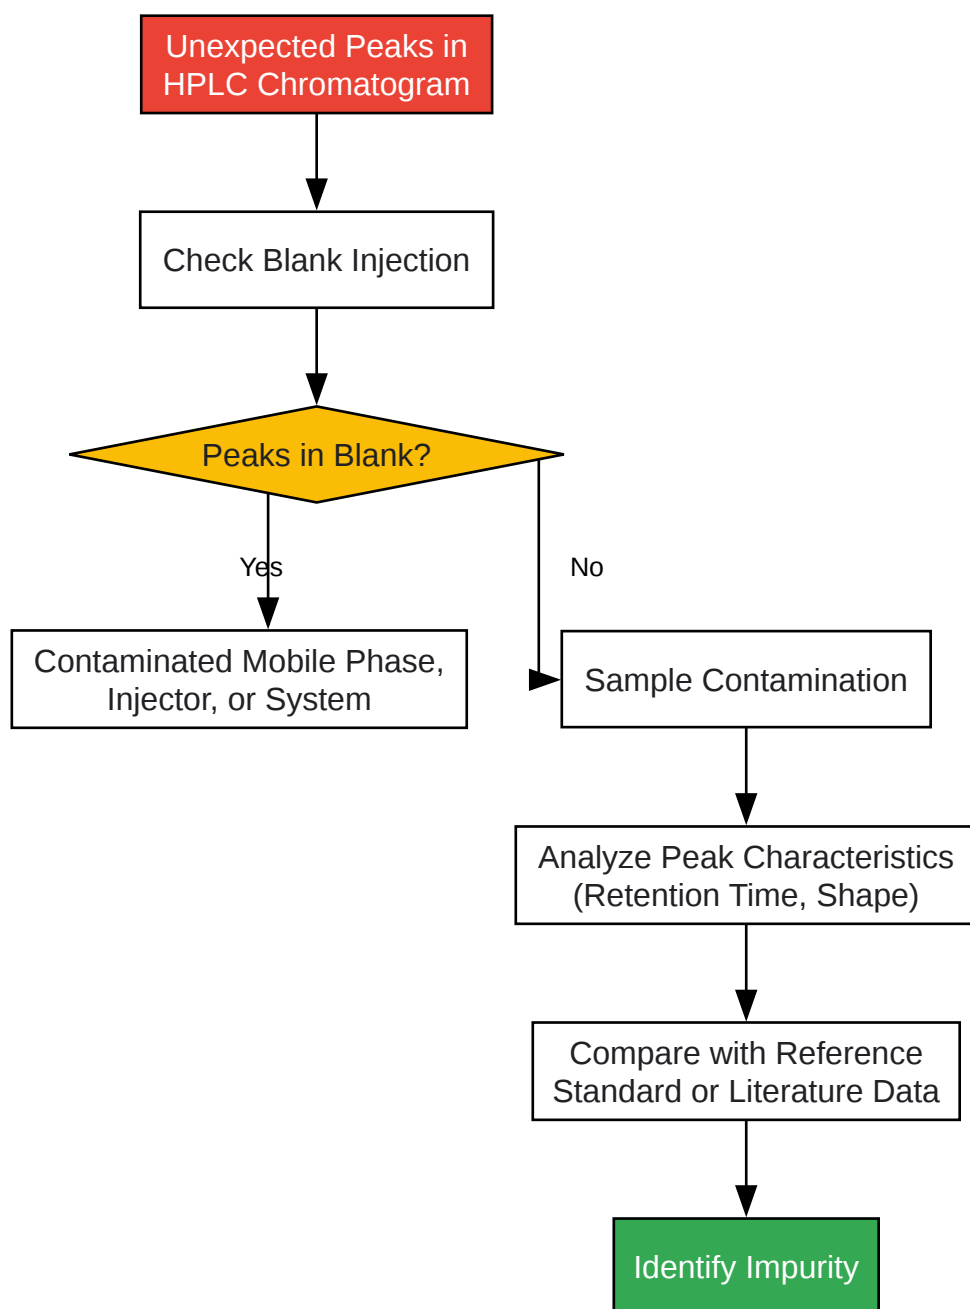 Unexpected Peaks in
HPLC Chromatogram
Check Blank Injection
Peaks in Blank?
Yes
No
Contaminated Mobile Phase,
Injector, or System
Sample Contamination
Analyze Peak Characteristics
(Retention Time, Shape)
Compare with Reference
Standard or Literature Data
Identify Impurity